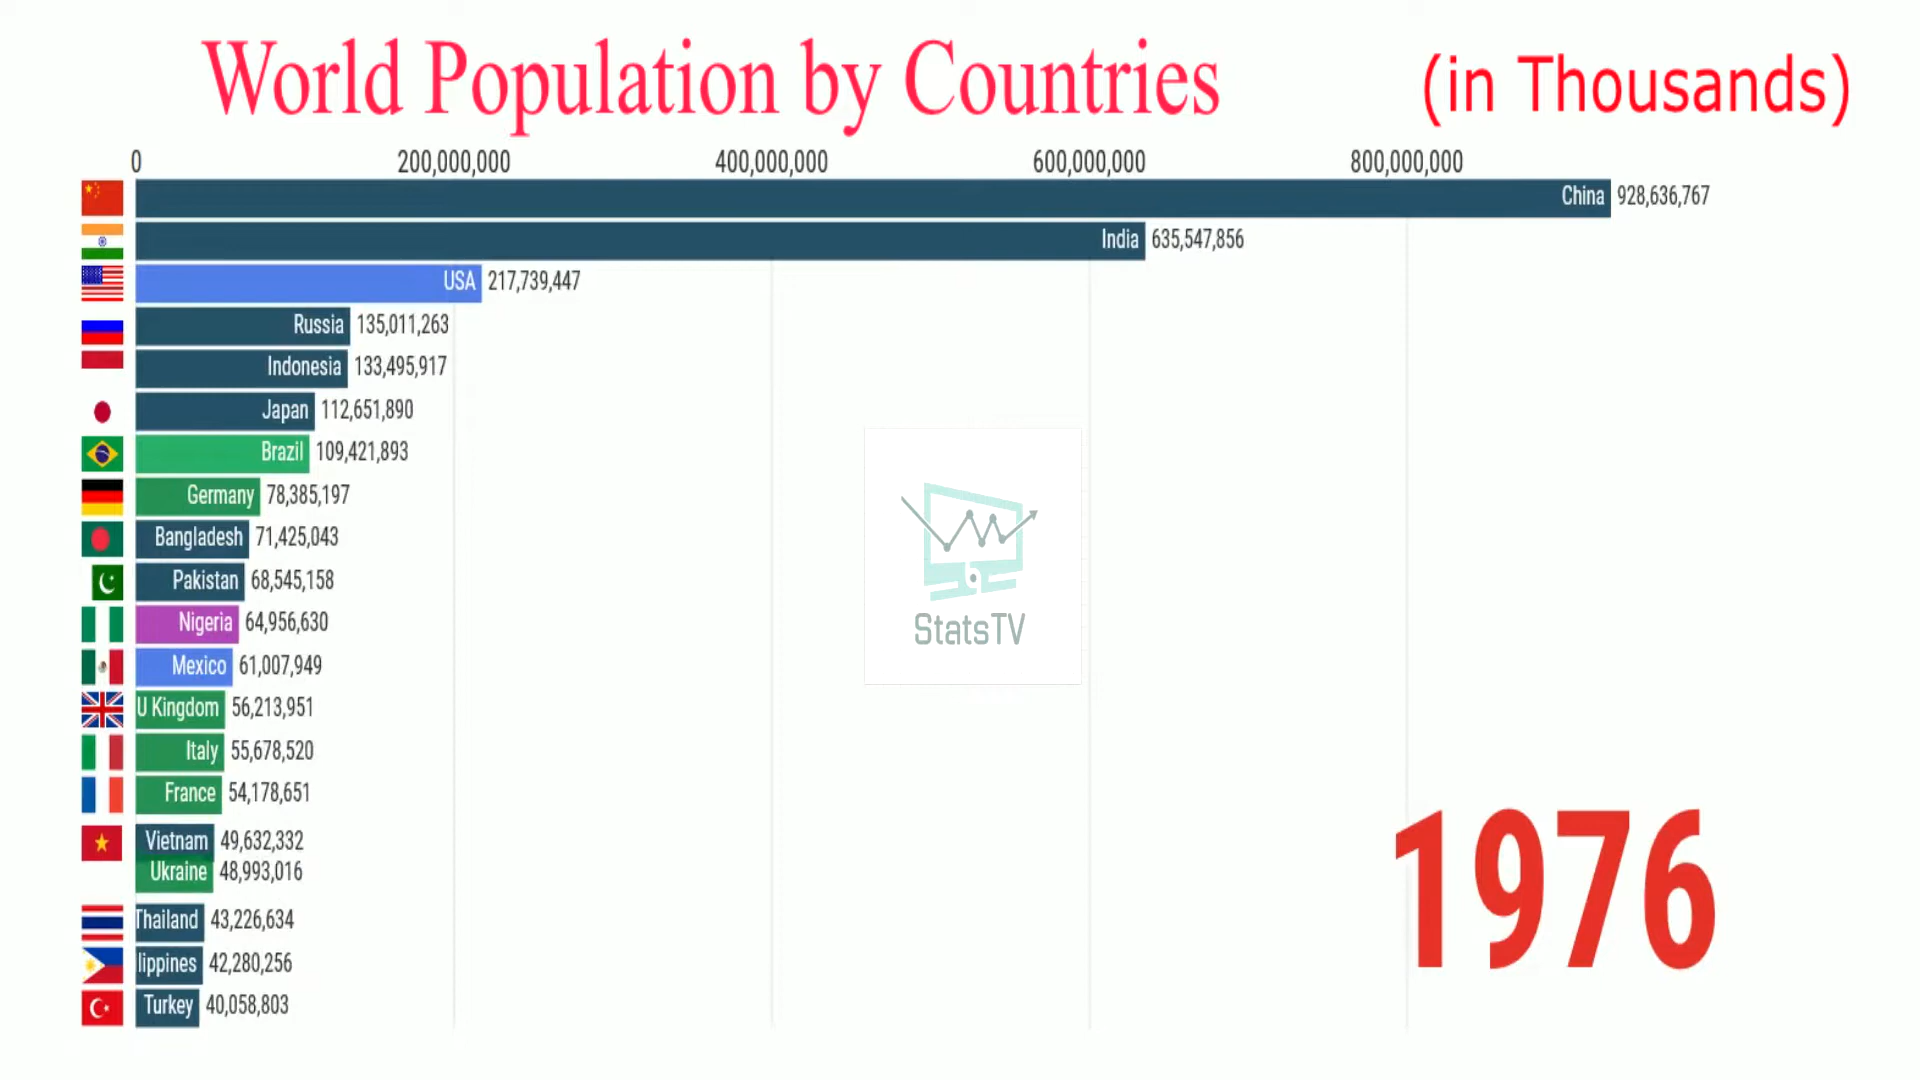 World Population by Countries (in Thousands)
0 200,000,000 400,000,000 600,000,000 800,000,000
China 928,636,767
India 635,547,856
USA 217,739,447
Russia 135,011,263
Indonesia 133,495,917
Japan 112,651,890
Brazil 109,421,893
Germany 78,385,197
Bangladesh 71,425,043
Pakistan 68,545,158
Nigeria 64,956,630
Mexico 61,007,949
U Kingdom 56,213,951
Italy 55,678,520
France 54,178,651
Vietnam 49,632,332
Ukraine 48,993,016
Thailand 43,226,634
lippines 42,280,256
Turkey 40,058,803
StatsTV
1976